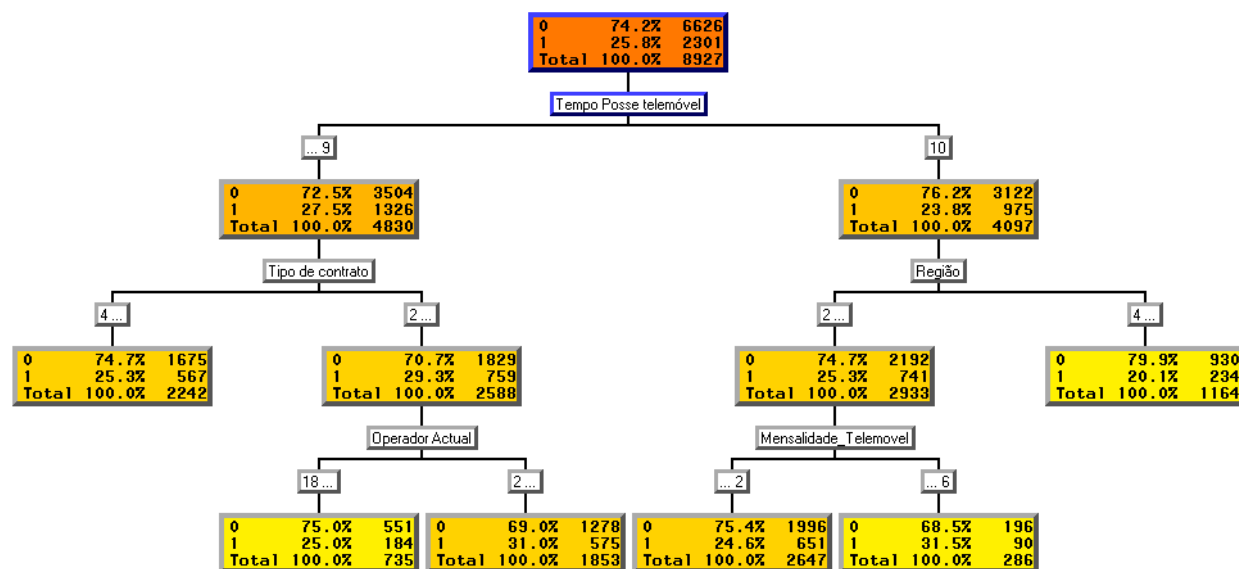 0 74.2% 6626
1 25.8% 2301
Total 100.0% 8927
Tempo Posse telemóvel
... 9
10
0 72.5% 3504
1 27.5% 1326
Total 100.0% 4830
0 76.2% 3122
1 23.8% 975
Total 100.0% 4097
Tipo de contrato
Região
4 ...
2 ...
2 ...
4 ...
0 74.7% 1675
1 25.3% 567
Total 100.0% 2242
0 70.7% 1829
1 29.3% 759
Total 100.0% 2588
0 74.7% 2192
1 25.3% 741
Total 100.0% 2933
0 79.9% 930
1 20.1% 234
Total 100.0% 1164
Operador Actual
Mensalidade_Telemovel
18 ...
2 ...
... 2
... 6
0 75.0% 551
1 25.0% 184
Total 100.0% 735
0 69.0% 1278
1 31.0% 575
Total 100.0% 1853
0 75.4% 1996
1 24.6% 651
Total 100.0% 2647
0 68.5% 196
1 31.5% 90
Total 100.0% 286